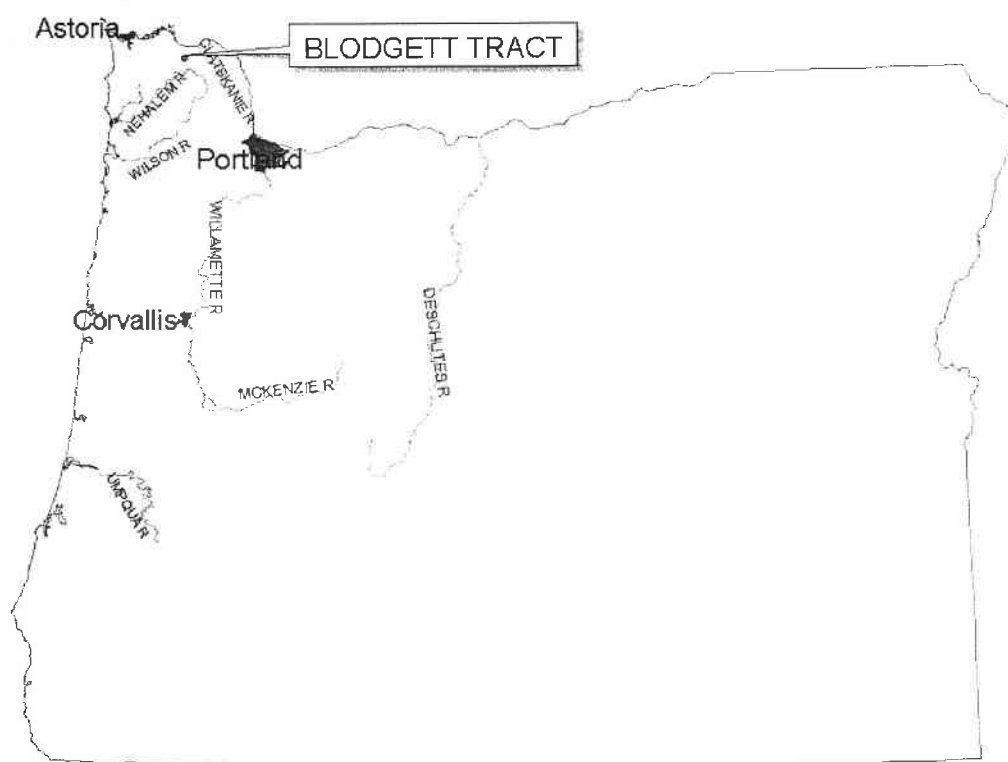 Astoria
BLODGETT TRACT
CLATSKANIE R
NEHALEM R
WILSON R
Portland
WILLAMETTE R
Corvallis
DESCHUTES R
MCKENZIE R
UMPQUA R